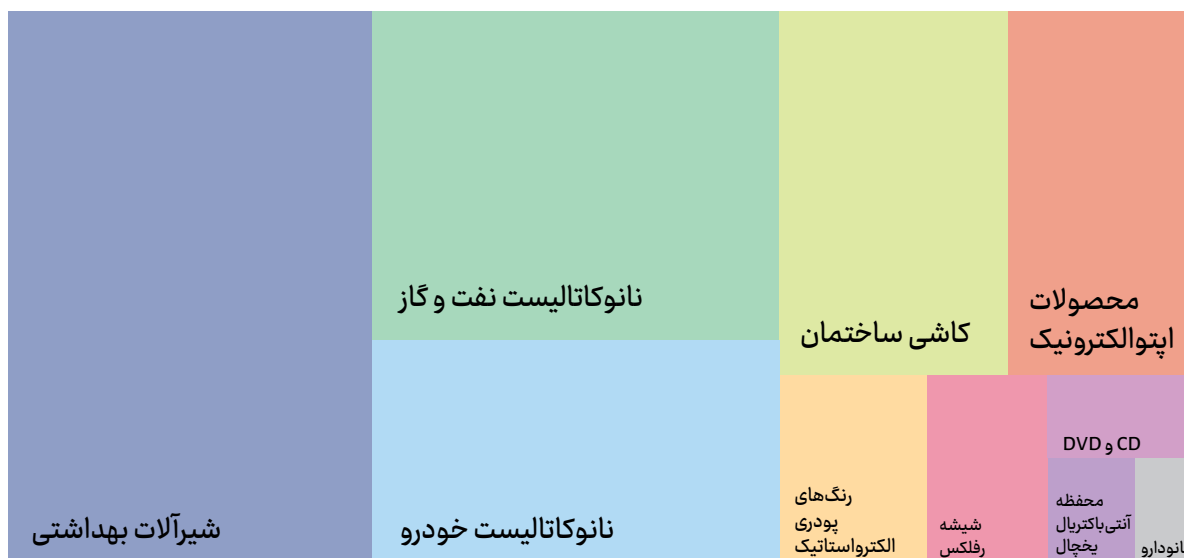 نانوکاتالیست نفت و گاز
محصولات
اپتوالکترونیک
کاشی ساختمان
شیرآلات بهداشتی
نانوکاتالیست خودرو
رنگ‌های
پودری
الکترواستاتیک
شیشه
رفلکس
CD و DVD
محفظه
آنتی‌باکتریال
یخچال
انودارو